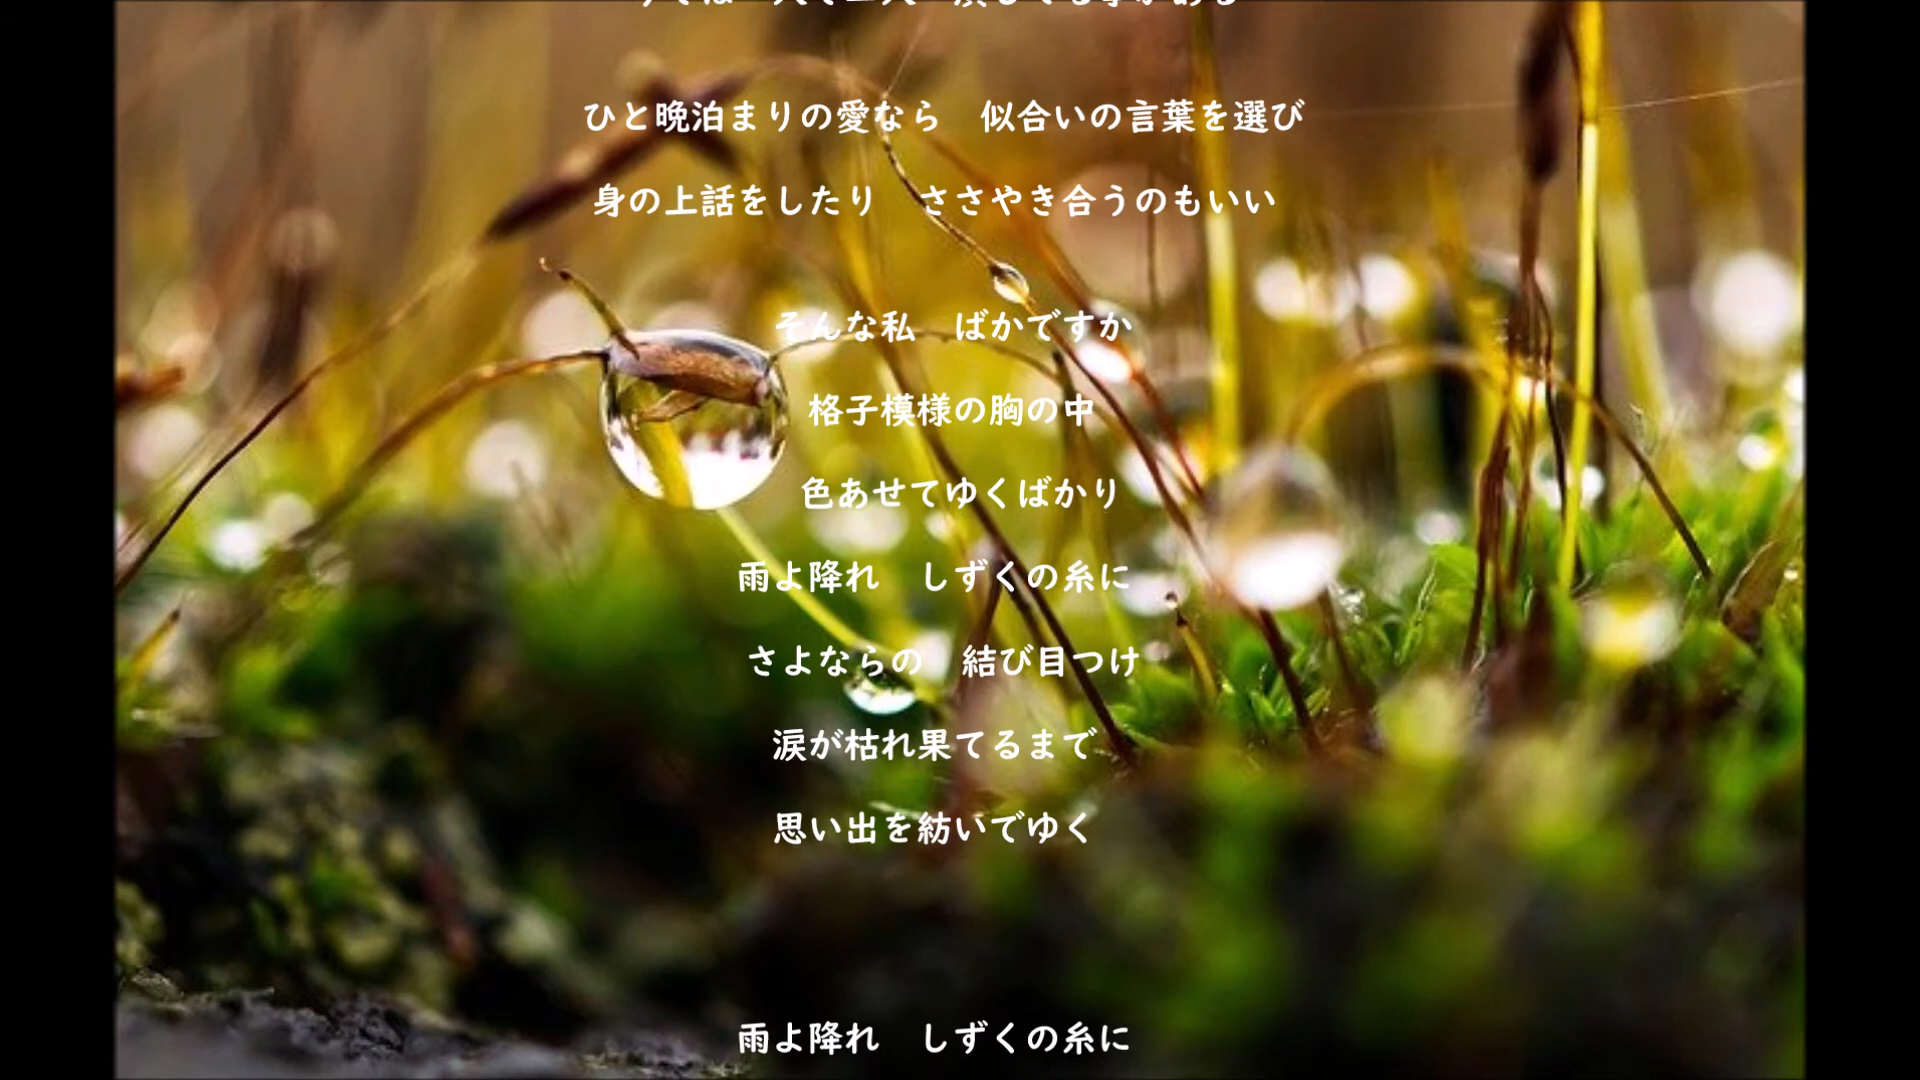 ひと晩泊まりの愛なら　似合いの言葉を選び
身の上話をしたり　ささやき合うのもいい
そんな私　ばかですか
格子模様の胸の中
色あせてゆくばかり
雨よ降れ　しずくの糸に
さよならの　結び目つけ
涙が枯れ果てるまで
思い出を紡いでゆく
雨よ降れ　しずくの糸に